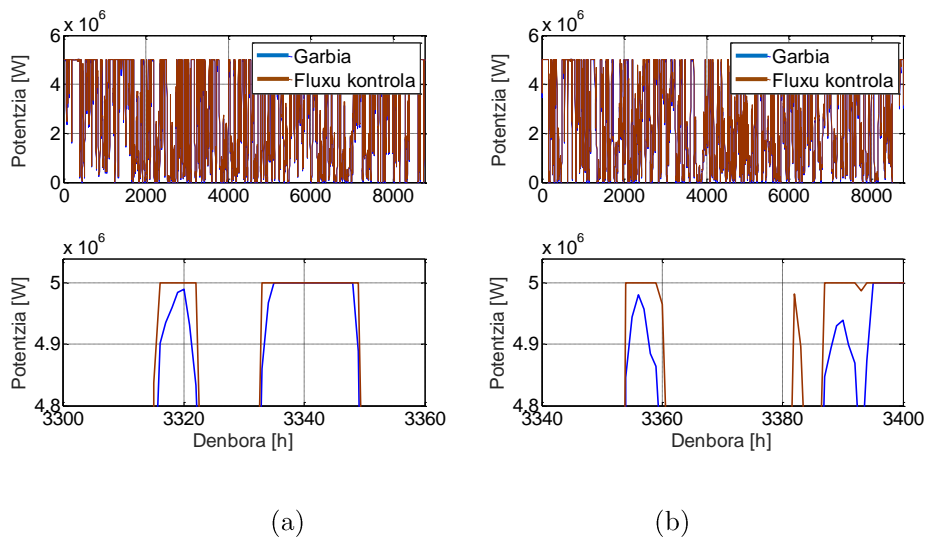 x 10^6
Potentzia [W]
6
4
2
0
0 2000 4000 6000 8000
Garbia
Fluxu kontrola
x 10^6
Potentzia [W]
6
4
2
0
0 2000 4000 6000 8000
Garbia
Fluxu kontrola
x 10^6
Potentzia [W]
5
4.9
4.8
3300 3320 3340 3360
Denbora [h]
x 10^6
Potentzia [W]
5
4.9
4.8
3340 3360 3380 3400
Denbora [h]
(a)
(b)